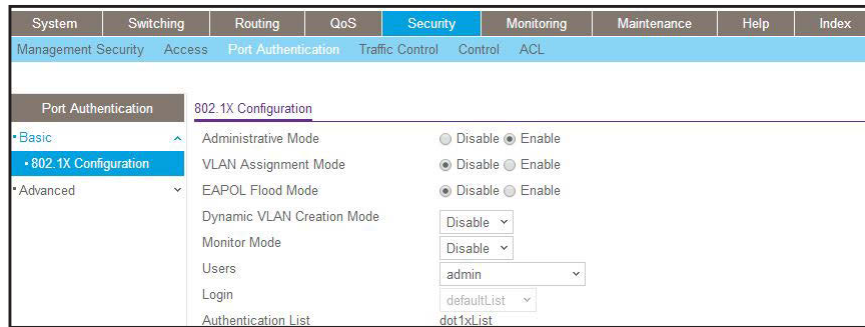 System Switching Routing QoS Security Monitoring Maintenance Help Index
Management Security Access Port Authentication Traffic Control Control ACL
Port Authentication
Basic
802.1X Configuration
Advanced
802.1X Configuration
Administrative Mode Disable Enable
VLAN Assignment Mode Disable Enable
EAPOL Flood Mode Disable Enable
Dynamic VLAN Creation Mode Disable
Monitor Mode Disable
Users admin
Login defaultList
Authentication List dot1xList